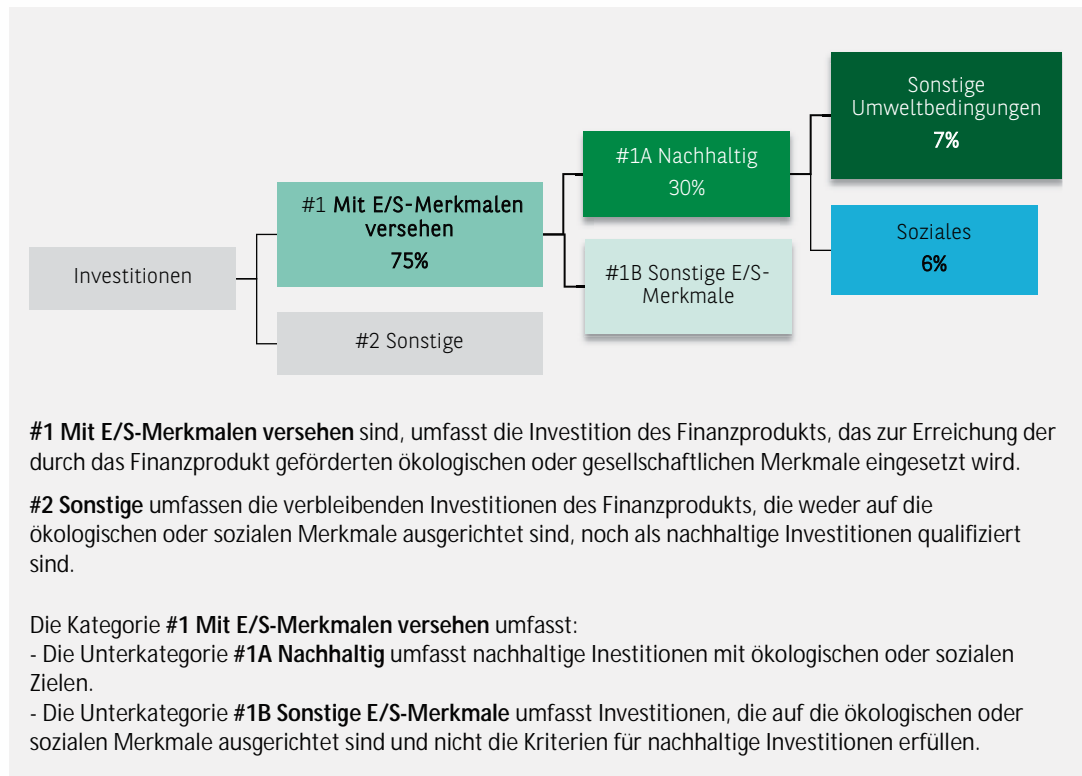 Sonstige
Umweltbedingungen
7%
#1A Nachhaltig
30%
#1 Mit E/S-Merkmalen
versehen
75%
Soziales
6%
Investitionen
#1B Sonstige E/S-
Merkmale
#2 Sonstige
#1 Mit E/S-Merkmalen versehen sind, umfasst die Investition des Finanzprodukts, das zur Erreichung der
durch das Finanzprodukt geförderten ökologischen oder gesellschaftlichen Merkmale eingesetzt wird.
#2 Sonstige umfassen die verbleibenden Investitionen des Finanzprodukts, die weder auf die
ökologischen oder sozialen Merkmale ausgerichtet sind, noch als nachhaltige Investitionen qualifiziert
sind.
Die Kategorie #1 Mit E/S-Merkmalen versehen umfasst:
- Die Unterkategorie #1A Nachhaltig umfasst nachhaltige Inestitionen mit ökologischen oder sozialen
Zielen.
- Die Unterkategorie #1B Sonstige E/S-Merkmale umfasst Investitionen, die auf die ökologischen oder
sozialen Merkmale ausgerichtet sind und nicht die Kriterien für nachhaltige Investitionen erfüllen.